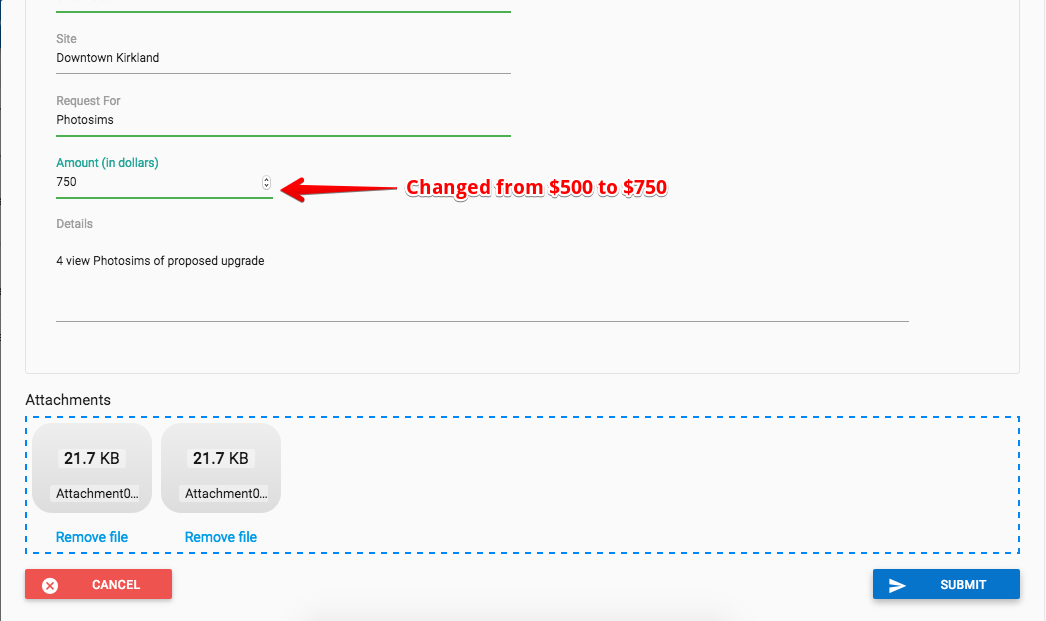 Site
Downtown Kirkland
Request For
Photosims
Amount (in dollars)
750
Changed from $500 to $750
Details
4 view Photosims of proposed upgrade
Attachments
21.7 KB
21.7 KB
Attachment0...
Attachment0...
Remove file
Remove file
CANCEL
SUBMIT